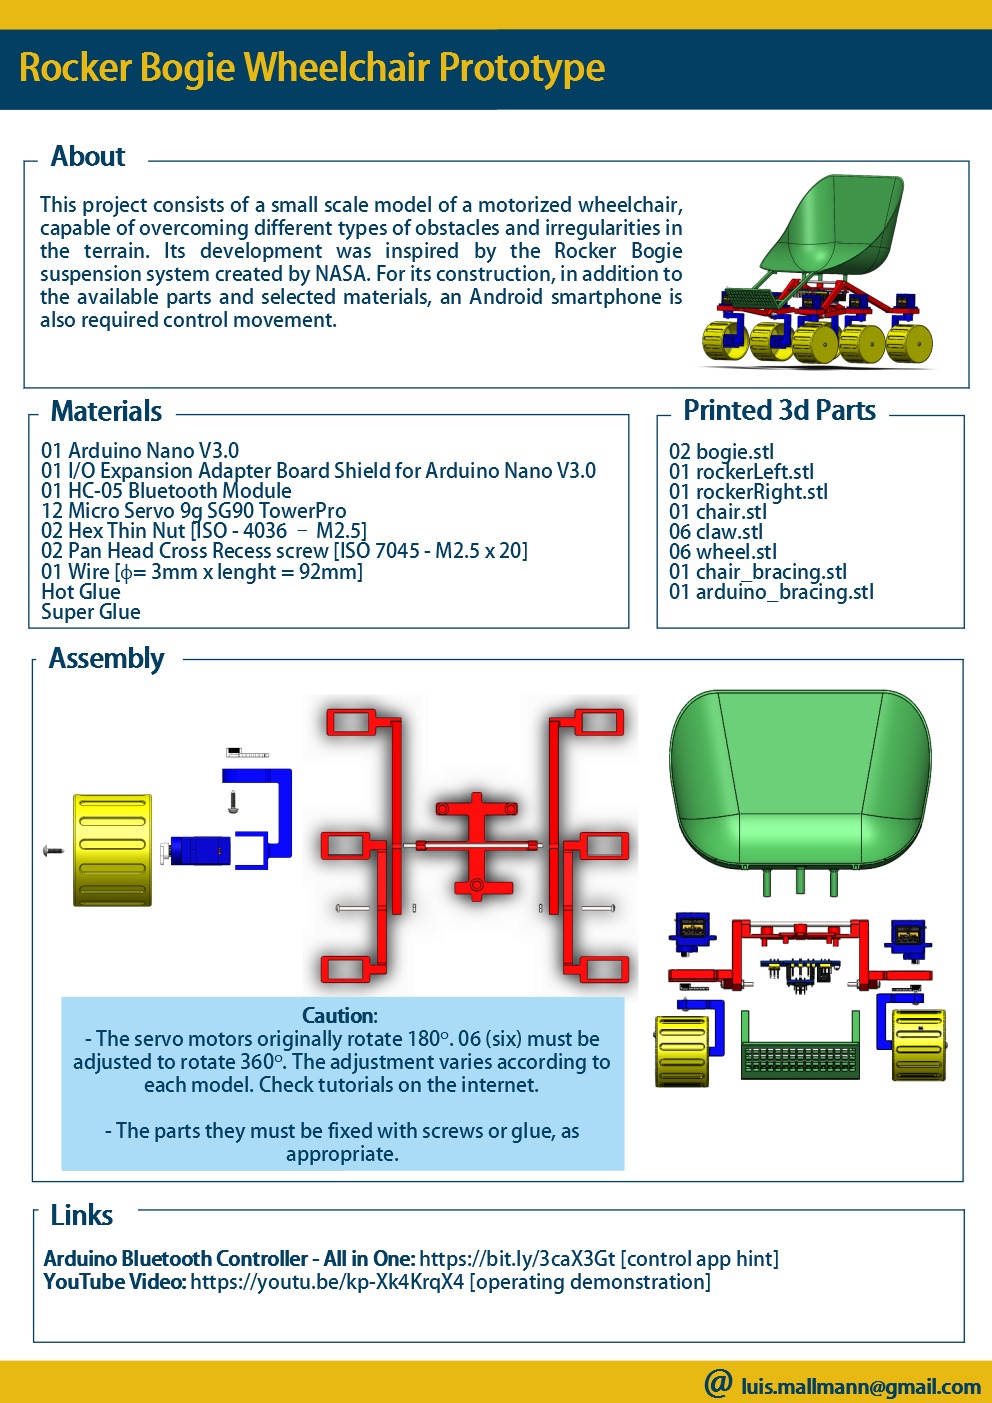 Rocker Bogie Wheelchair Prototype
About
This project consists of a small scale model of a motorized wheelchair,
capable of overcoming different types of obstacles and irregularities in
the terrain. Its development was inspired by the Rocker Bogie
suspension system created by NASA. For its construction, in addition to
the available parts and selected materials, an Android smartphone is
also required control movement.
Materials
01 Arduino Nano V3.0
01 I/O Expansion Adapter Board Shield for Arduino Nano V3.0
01 HC-05 Bluetooth Module
12 Micro Servo 9g SG90 TowerPro
02 Hex Thin Nut [ISO - 4036 – M2.5]
02 Pan Head Cross Recess screw [ISO 7045 - M2.5 x 20]
01 Wire [ϕ= 3mm x lenght = 92mm]
Hot Glue
Super Glue
Printed 3d Parts
02 bogie.stl
01 rockerLeft.stl
01 rockerRight.stl
01 chair.stl
06 claw.stl
06 wheel.stl
01 chair_bracing.stl
01 arduino_bracing.stl
Assembly
Caution:
- The servo motors originally rotate 180º. 06 (six) must be
adjusted to rotate 360º. The adjustment varies according to
each model. Check tutorials on the internet.
- The parts they must be fixed with screws or glue, as
appropriate.
Links
Arduino Bluetooth Controller - All in One: https://bit.ly/3caX3Gt [control app hint]
YouTube Video: https://youtu.be/kp-Xk4KrqX4 [operating demonstration]
@ luis.mallmann@gmail.com